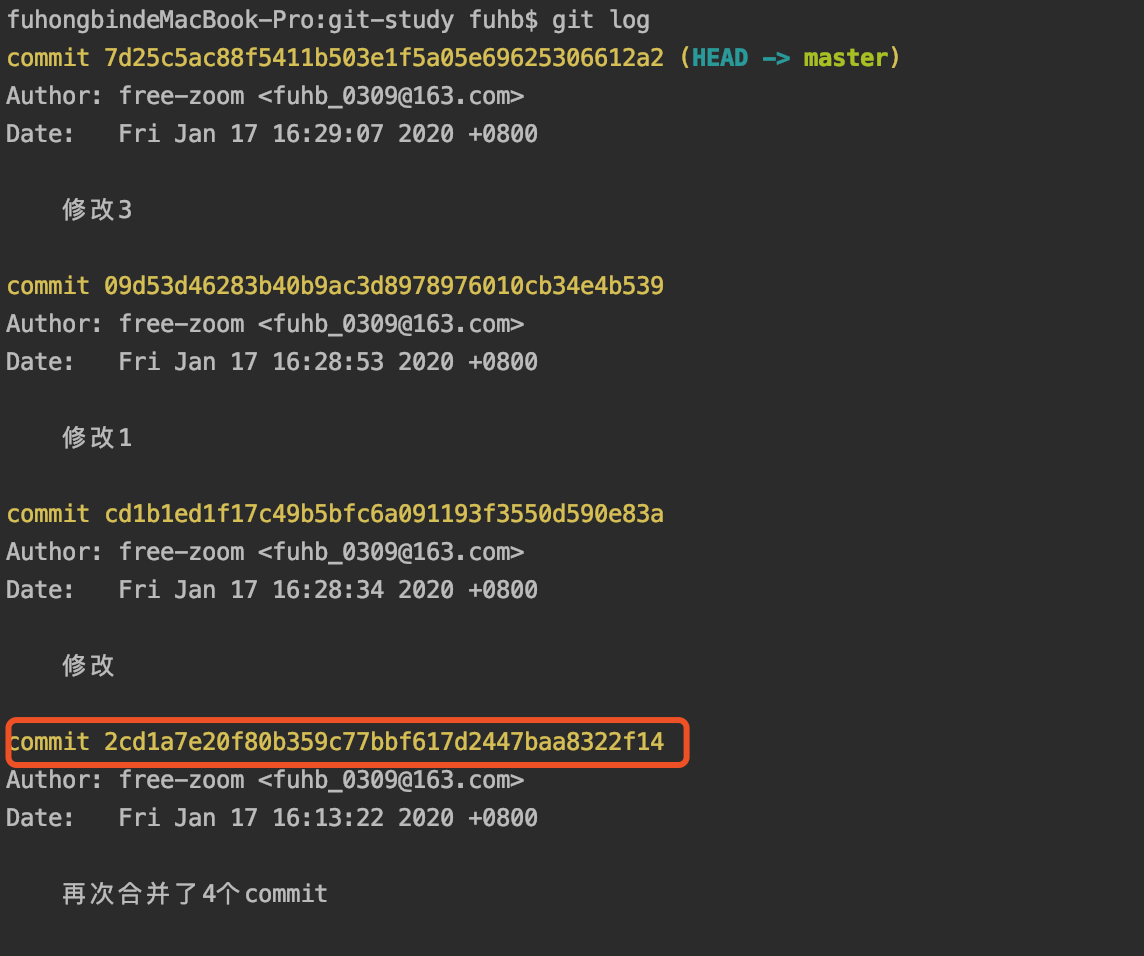 fuhongbindeMacBook-Pro:git-study fuhb$ git log
commit 7d25c5ac88f5411b503e1f5a05e69625306612a2 (HEAD -> master)
Author: free-zoom <fuhb_0309@163.com>
Date:   Fri Jan 17 16:29:07 2020 +0800
修改3
commit 09d53d46283b40b9ac3d8978976010cb34e4b539
Author: free-zoom <fuhb_0309@163.com>
Date:   Fri Jan 17 16:28:53 2020 +0800
修改1
commit cd1b1ed1f17c49b5bfc6a091193f3550d590e83a
Author: free-zoom <fuhb_0309@163.com>
Date:   Fri Jan 17 16:28:34 2020 +0800
修改
commit 2cd1a7e20f80b359c77bbf617d2447baa8322f14
Author: free-zoom <fuhb_0309@163.com>
Date:   Fri Jan 17 16:13:22 2020 +0800
再次合并了4个commit